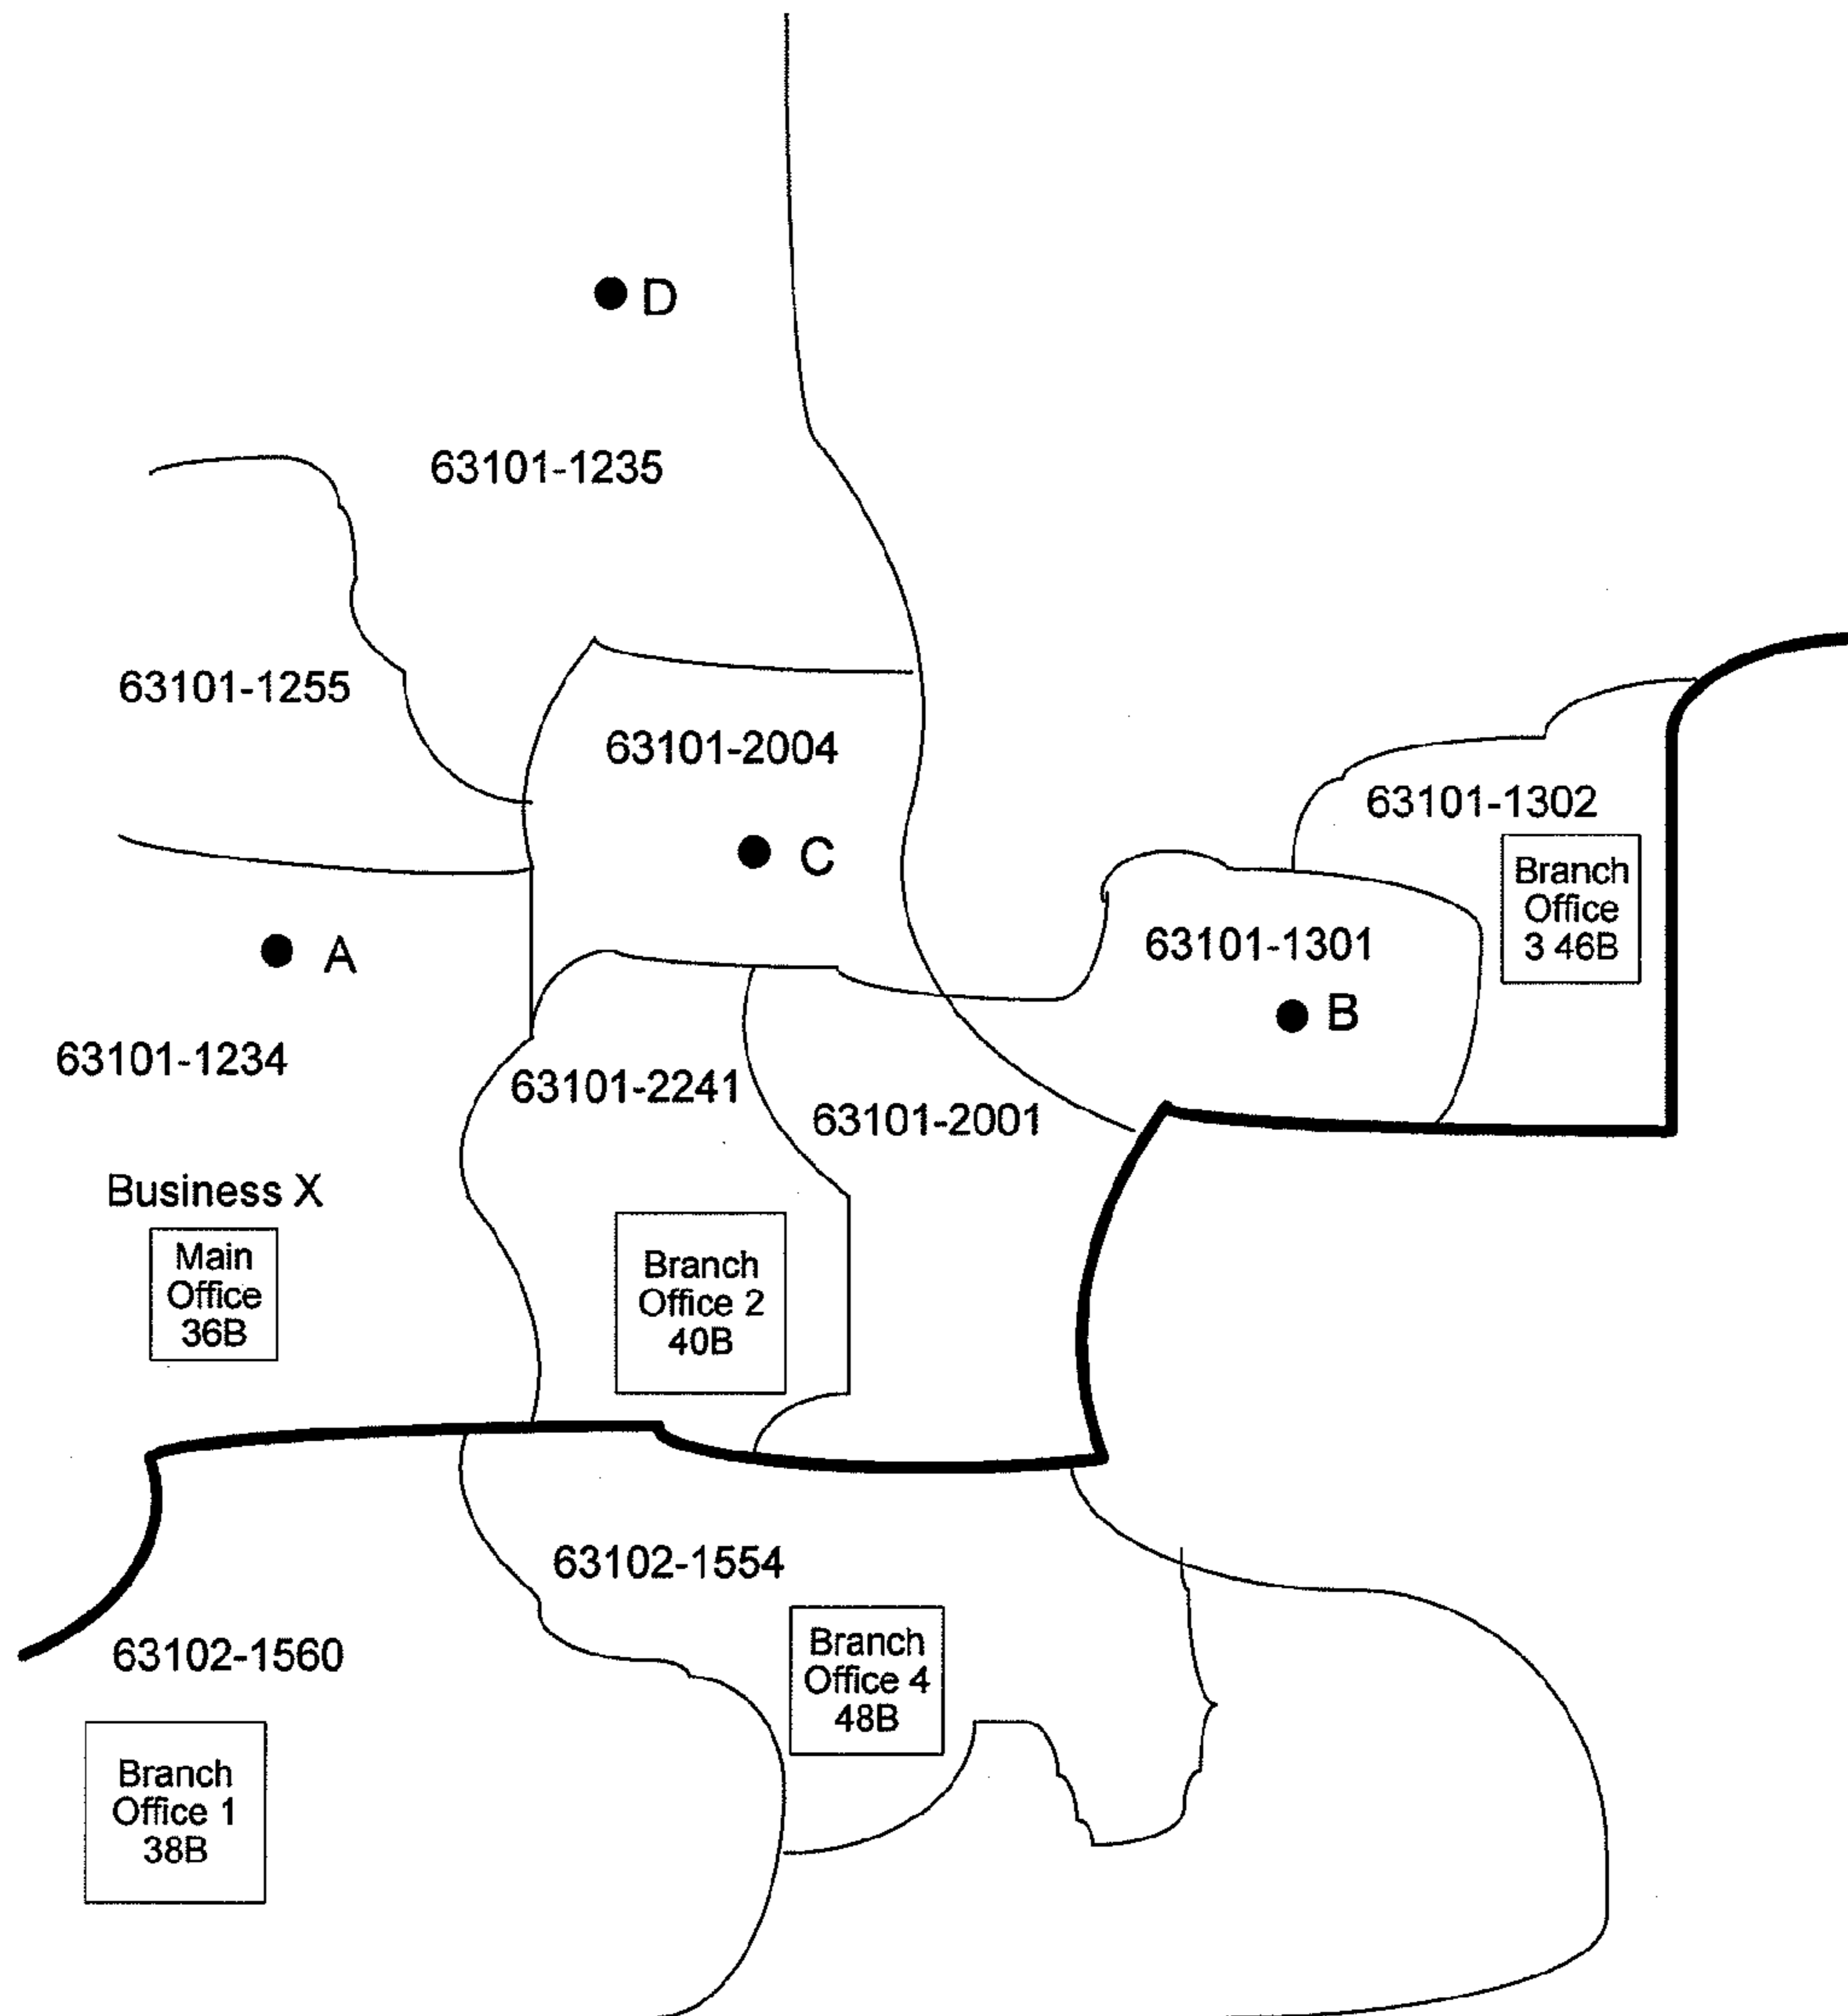 D
63101-1235
63101-1255
63101-2004
63101-1302
C
Branch
Office
3 46B
A
63101-1301
B
63101-1234
63101-2241
63101-2001
Business X
Main
Office
36B
Branch
Office 2
40B
63102-1554
63102-1560
Branch
Office 4
48B
Branch
Office 1
38B